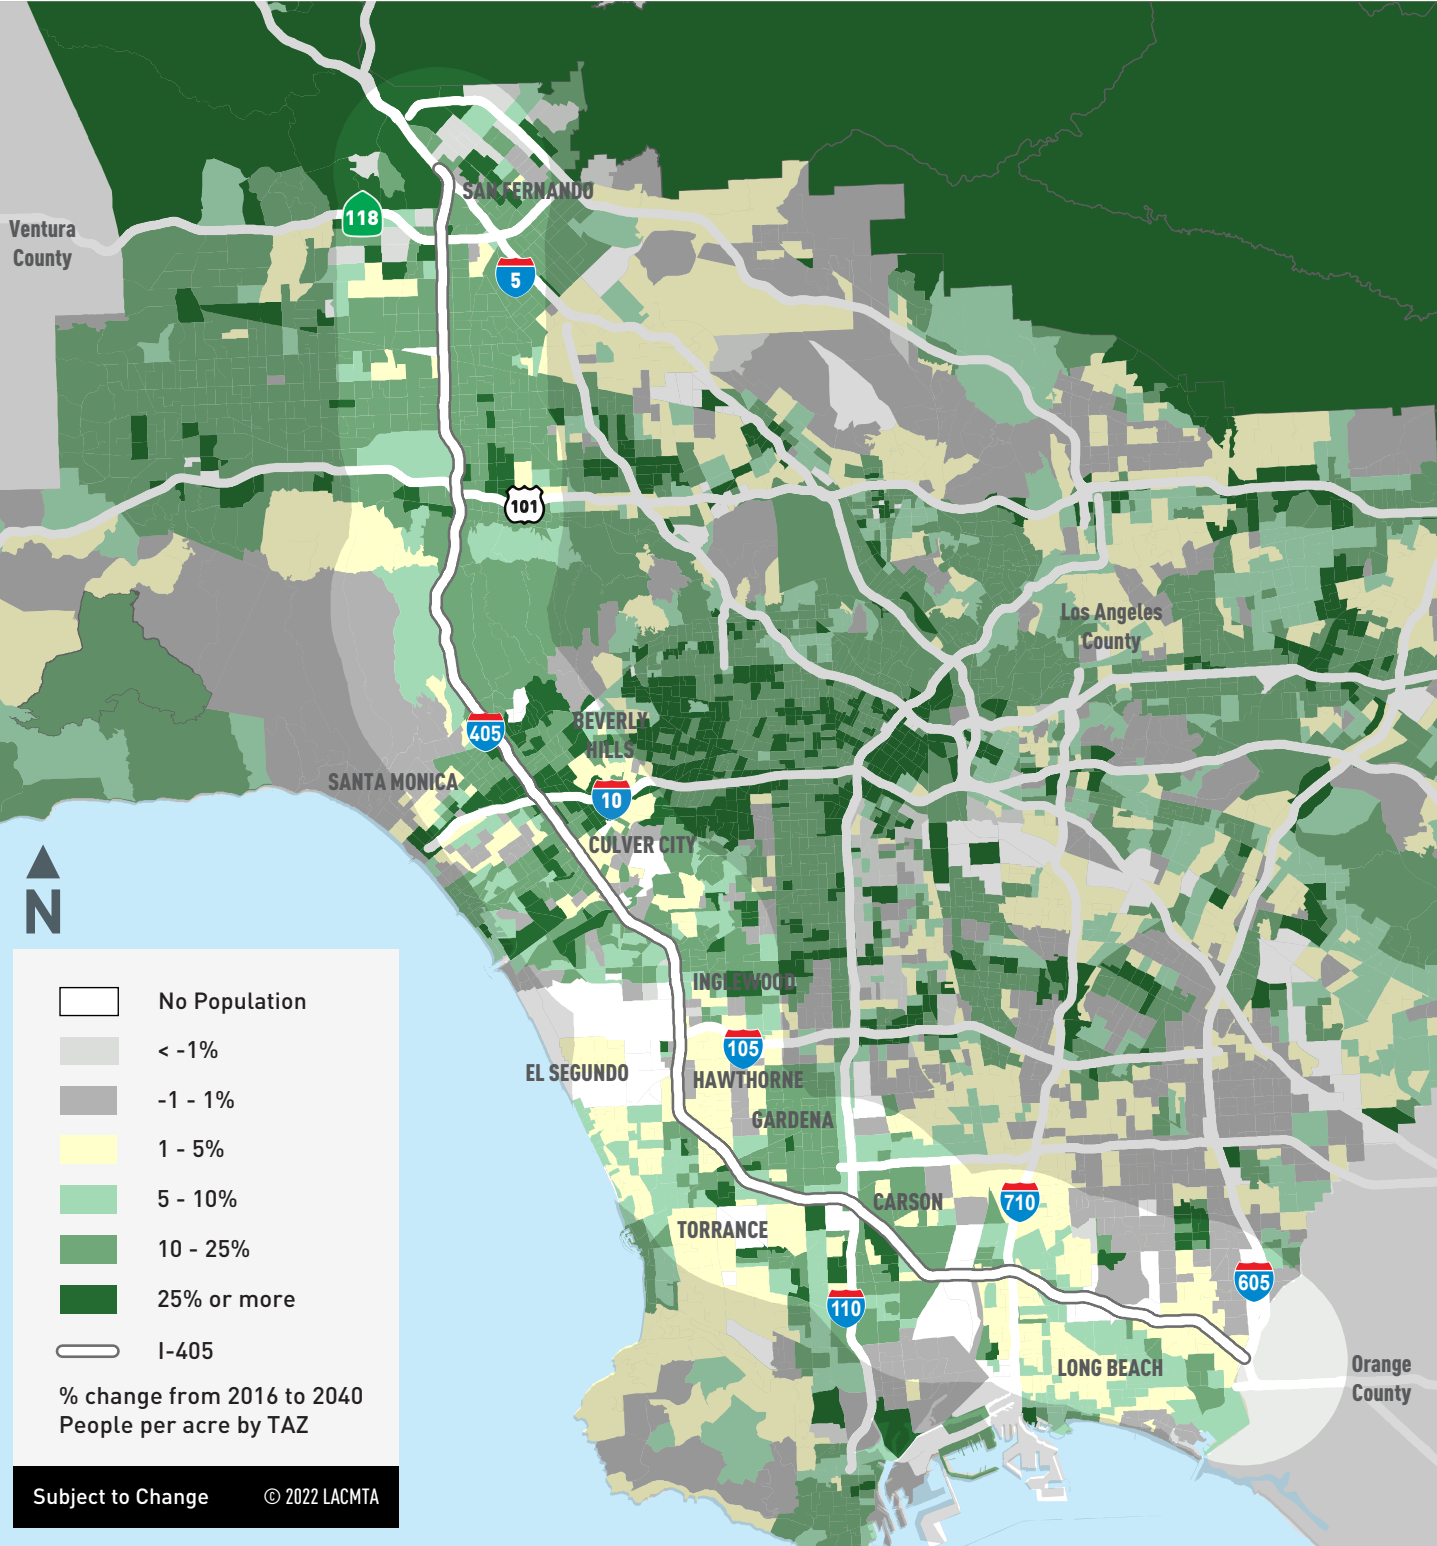 SAN FERNANDO
118
Ventura
County
5
101
Los Angeles
County
405
BEVERLY
HILLS
SANTA MONICA
10
CULVER CITY
N
INGLEWOOD
105
EL SEGUNDO
HAWTHORNE
GARDENA
CARSON
710
TORRANCE
605
110
LONG BEACH
Orange
County
No Population
< -1%
-1 - 1%
1 - 5%
5 - 10%
10 - 25%
25% or more
I-405
% change from 2016 to 2040
People per acre by TAZ
Subject to Change © 2022 LACMTA